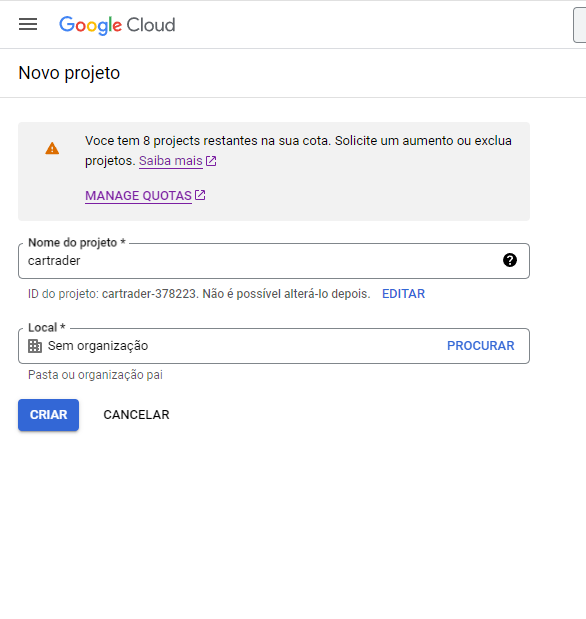 Google Cloud
Novo projeto
Voce tem 8 projects restantes na sua cota. Solicite um aumento ou exclua
projetos. Saiba mais
MANAGE QUOTAS
Nome do projeto *
cartrader
ID do projeto: cartrader-378223. Não é possível alterá-lo depois. EDITAR
Local *
Sem organização PROCURAR
Pasta ou organização pai
CRIAR CANCELAR